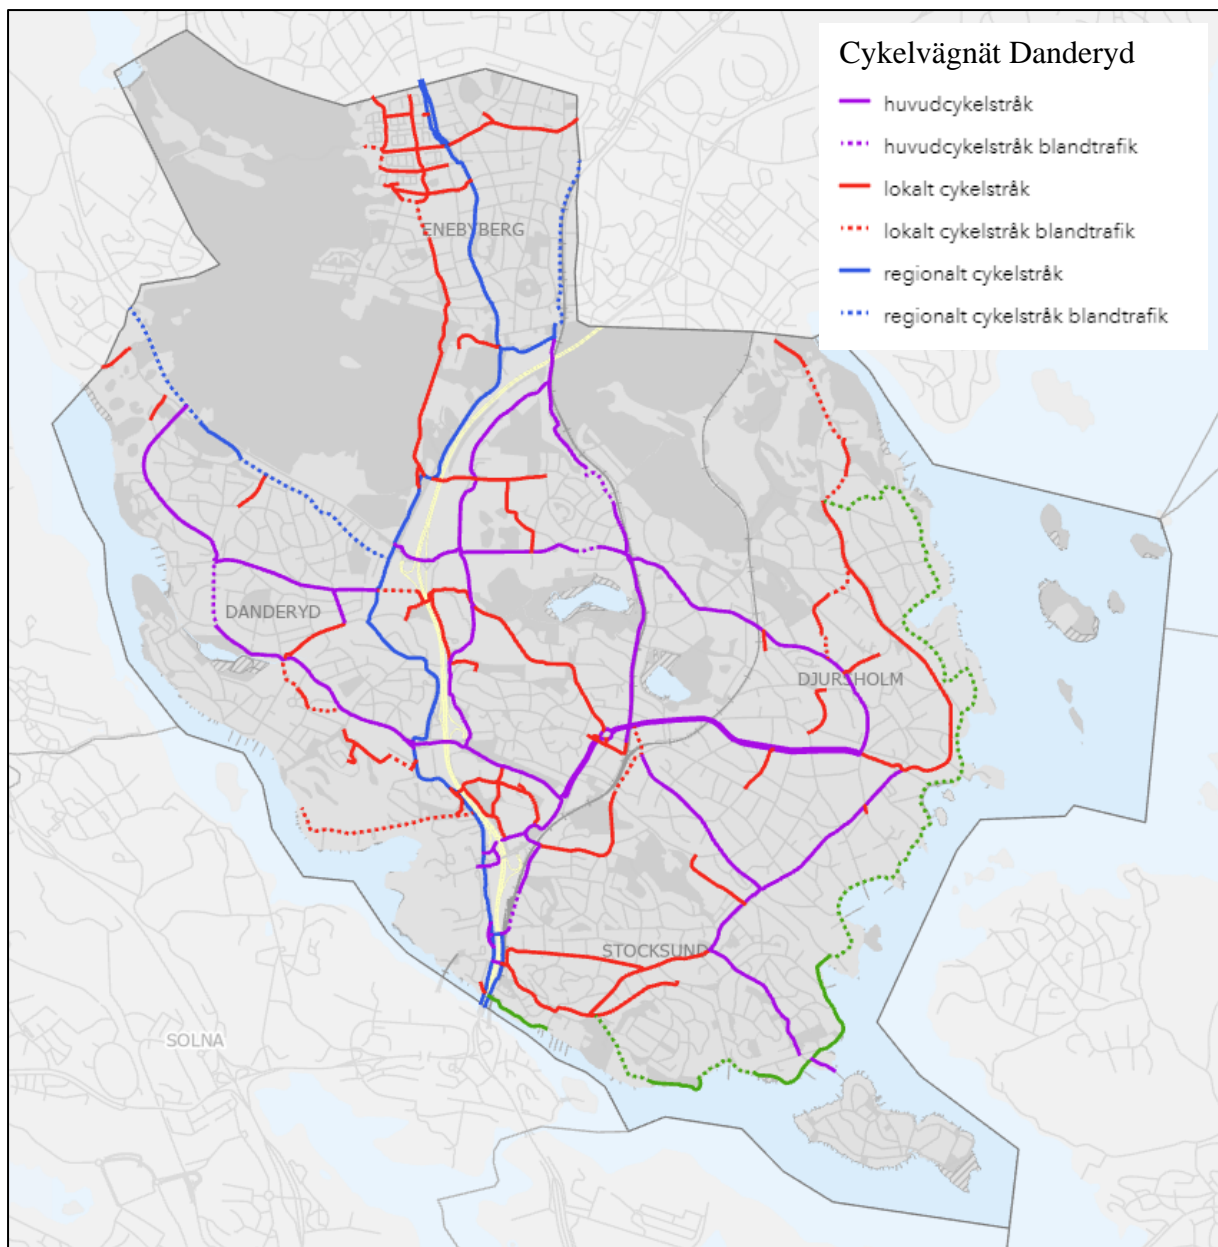 Cykelvägnät Danderyd
huvudcykelstråk
huvudcykelstråk blandtrafik
lokalt cykelstråk
lokalt cykelstråk blandtrafik
regionalt cykelstråk
regionalt cykelstråk blandtrafik
ENEBYBERG
DANDERYD
DJURSHOLM
STOCKSUND
SOLNA